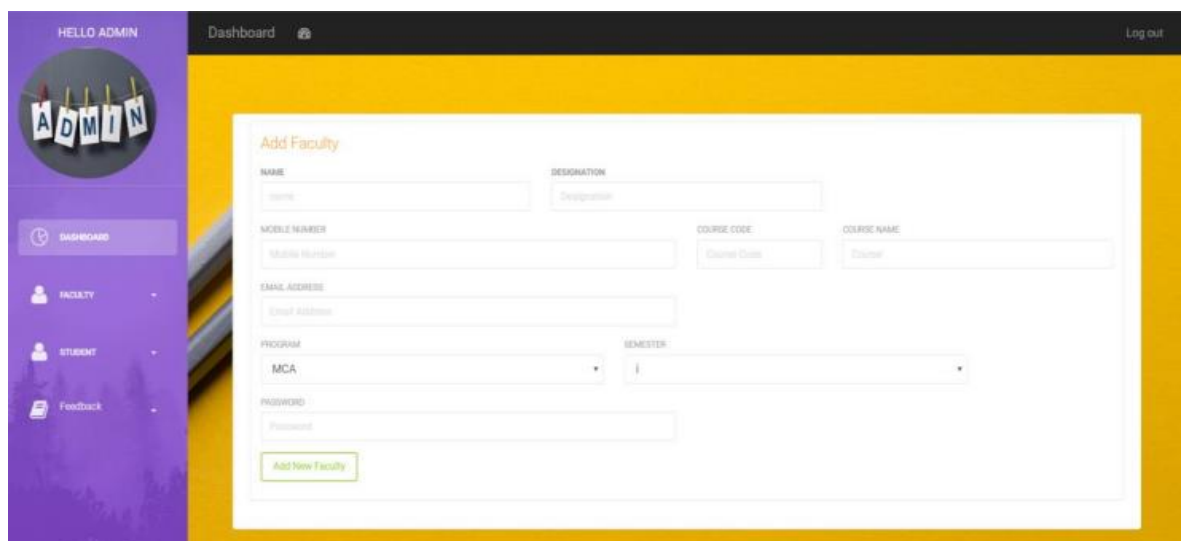 HELLO ADMIN
Dashboard
Log out
ADMIN
Add Faculty
NAME
DESIGNATION
name
Designation
MOBILE NUMBER
COURSE CODE
COURSE NAME
Mobile Number
Course Code
Course
DASHBOARD
EMAIL ADDRESS
Email Address
FACULTY
PROGRAM
SEMESTER
STUDENT
MCA
i
PASSWORD
Feedback
Password
Add New Faculty